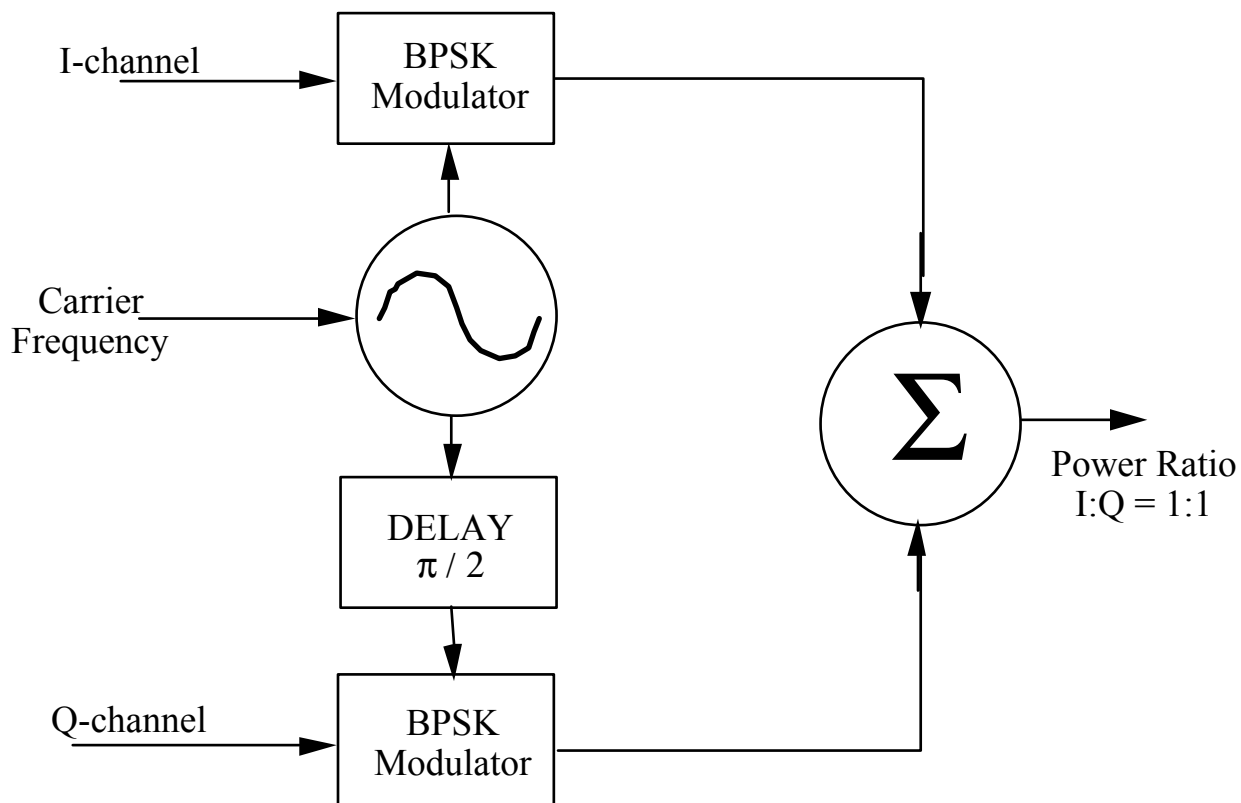 I-channel
BPSK
Modulator
Carrier
Frequency
Σ
Power Ratio
I:Q = 1:1
DELAY
π / 2
Q-channel
BPSK
Modulator